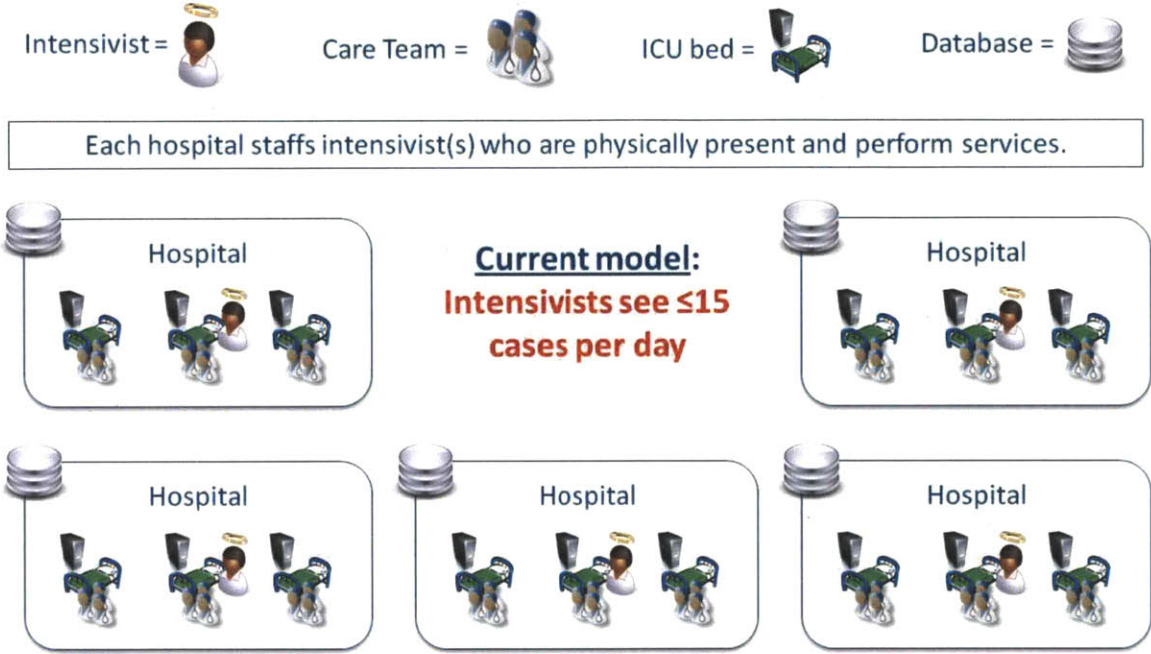 Intensivist =
Care Team =
ICU bed =
Database =
Each hospital staffs intensivist(s) who are physically present and perform services.
Hospital
Current model:
Intensivists see ≤15
cases per day
Hospital
Hospital
Hospital
Hospital